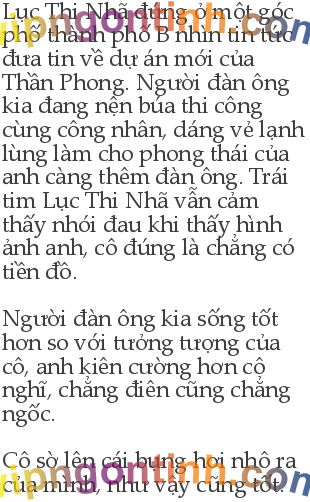 Lục Thi Nhã đứng ở một góc
phố thành phố B nhìn tin tức
đưa tin về dự án mới của
Thần Phong. Người đàn ông
kia đang nện búa thi công
cùng công nhân, dáng vẻ lạnh
lùng làm cho phong thái của
anh càng thêm đàn ông. Trái
tim Lục Thi Nhã vẫn cảm
thấy nhói đau khi thấy hình
ảnh anh, cô đúng là chẳng có
tiền đồ.

Người đàn ông kia sống tốt
hơn so với tưởng tượng của
cô, anh kiên cường hơn cô
nghĩ, chẳng điên cũng chẳng
ngốc.

Cô sờ lên cái bụng hơi nhô ra
của mình, như vậy cũng tốt.
vipngontinh.com
vipngontinh.com